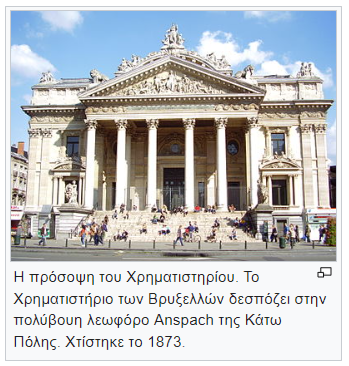 Η πρόσοψη του Χρηματιστηρίου. Το
Χρηματιστήριο των Βρυξελλών δεσπόζει στην
πολύβουη λεωφόρο Anspach της Κάτω
Πόλης. Χτίστηκε το 1873.